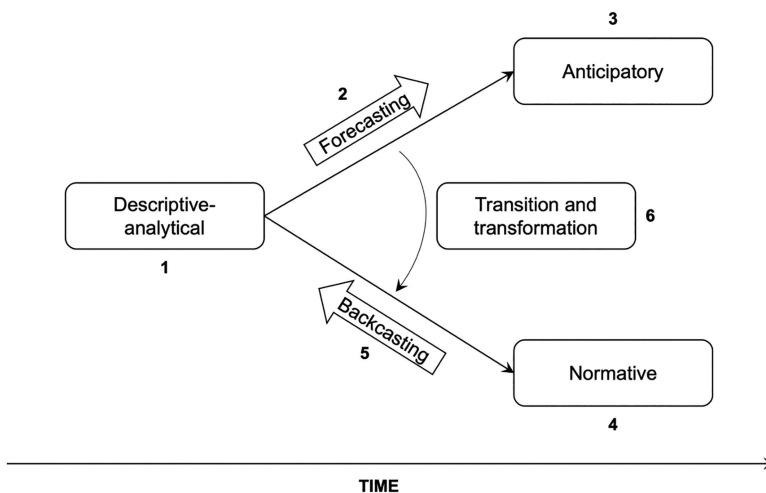 3
Anticipatory
2
Forecasting
Descriptive-
analytical
1
Transition and
transformation
6
Backcasting
5
Normative
4
TIME